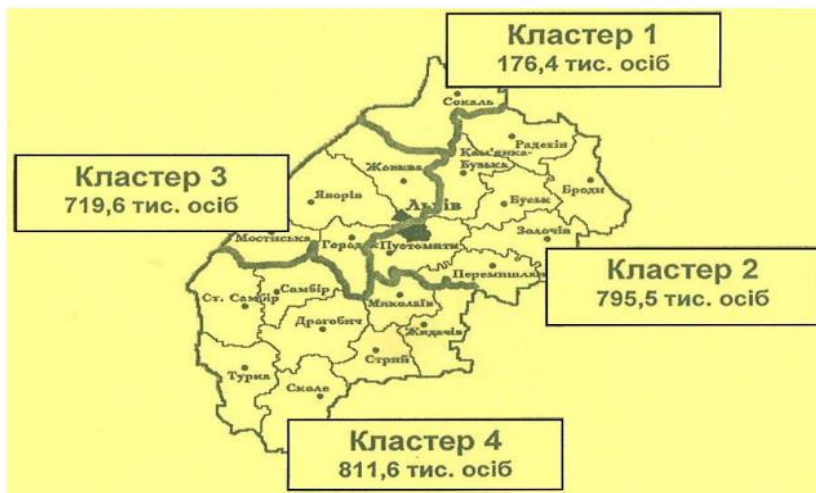 Кластер 1
176,4 тис. осіб
Сокаль
Радехів
Кам'янка-
Бузька
Жовква
Броди
Кластер 3
719,6 тис. осіб
Яворів
Буськ
Львів
Мостиська
Город
Пустомити
Золочів
Перемишляни
Кластер 2
795,5 тис. осіб
Ст. Самбір
Самбір
Миколаїв
Дрогобич
Жидачів
Стрий
Турка
Сколе
Кластер 4
811,6 тис. осіб